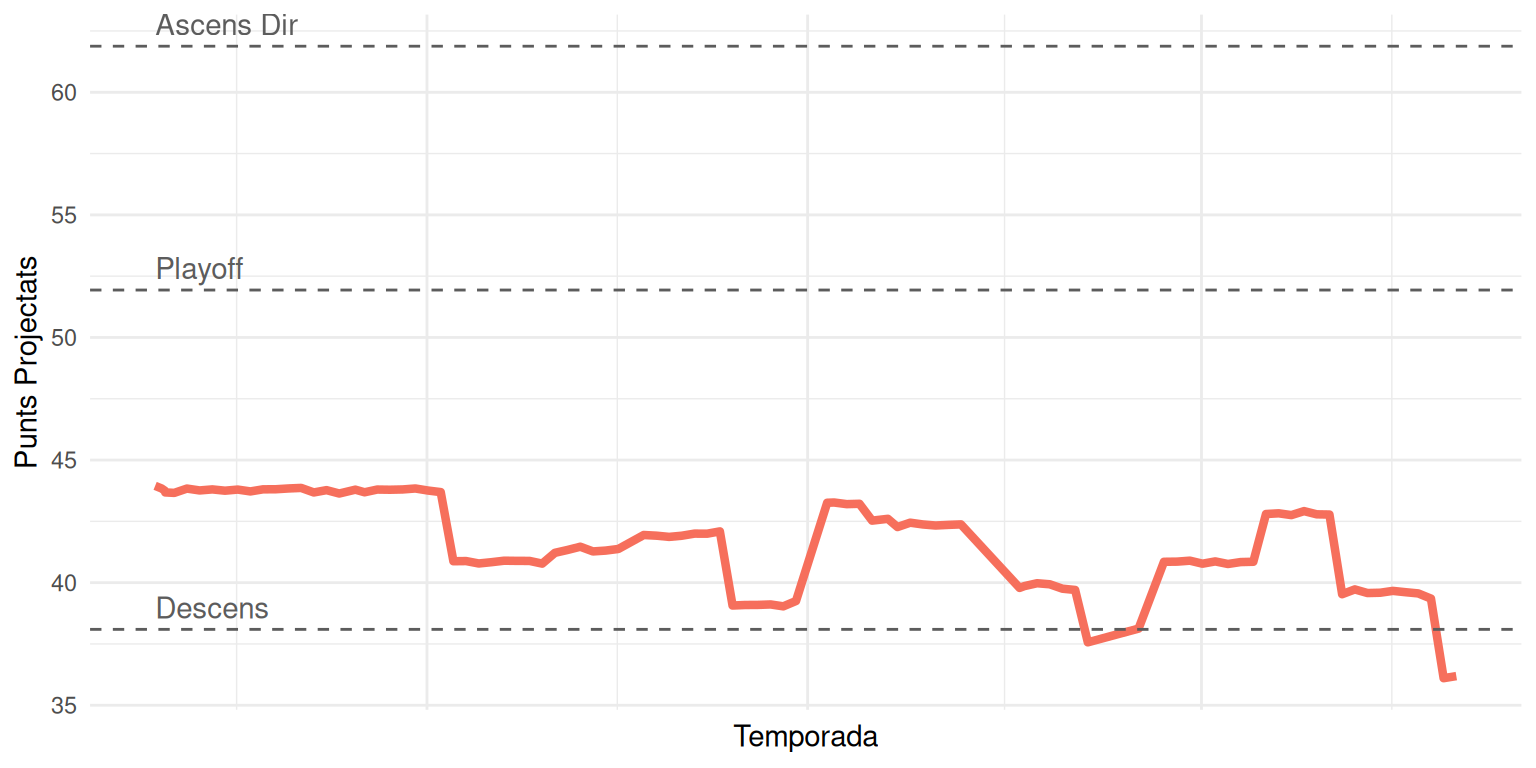 Ascens Dir
60
55
Playoff
50
45
40
Descens
35
Punts Projectats
Temporada